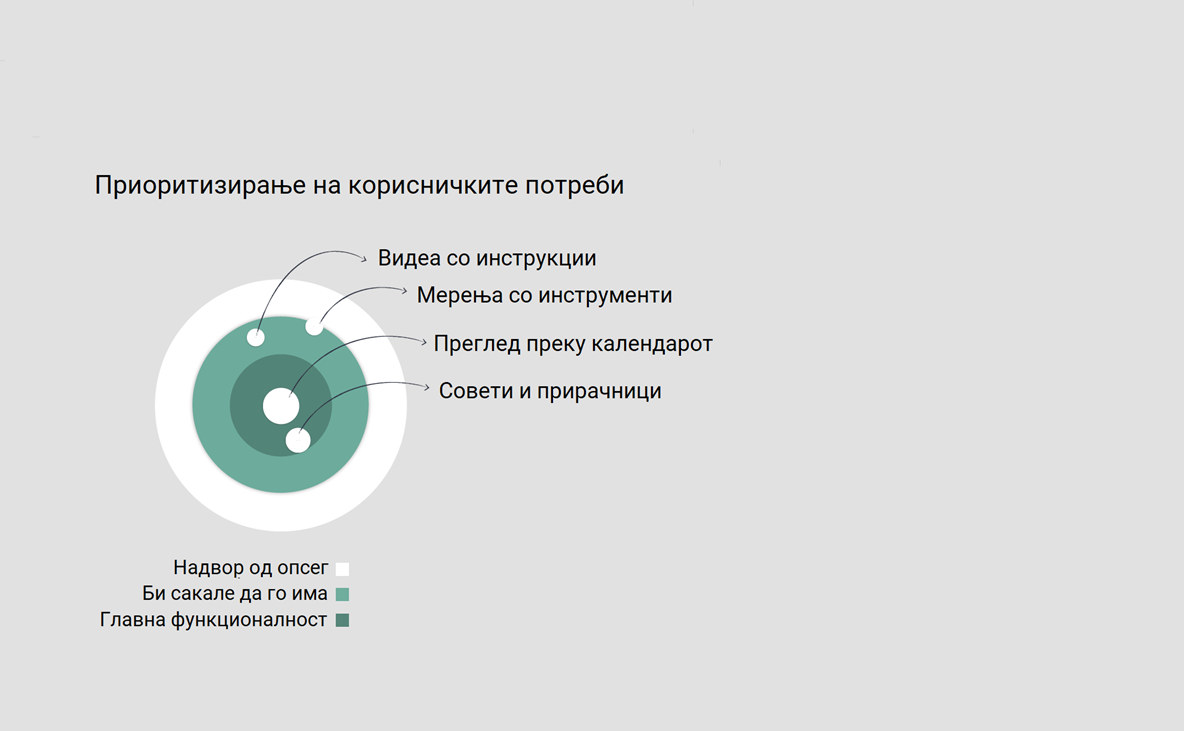 Приоритизирање на корисничките потреби
Видеа со инструкции
Мерења со инструменти
Преглед преку календарот
Совети и прирачници
Надвор од опсег
Би сакале да го има
Главна функционалност